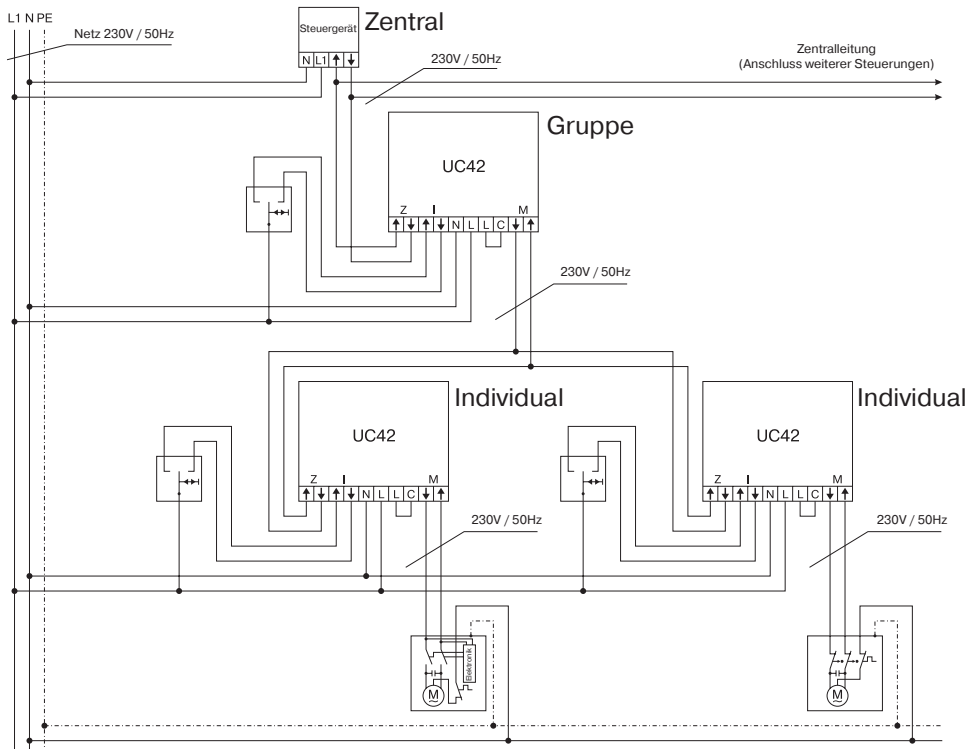 L1 N PE
Netz 230V / 50Hz
Steuergerät
Zentral
N L1
230V / 50Hz
Zentralleitung
(Anschluss weiterer Steuerungen)
Gruppe
UC42
Z I M
N L L C
230V / 50Hz
Individual
UC42
Z I M
N L L C
230V / 50Hz
Individual
UC42
Z I M
N L L C
230V / 50Hz
Elektronik
M
~
M
~